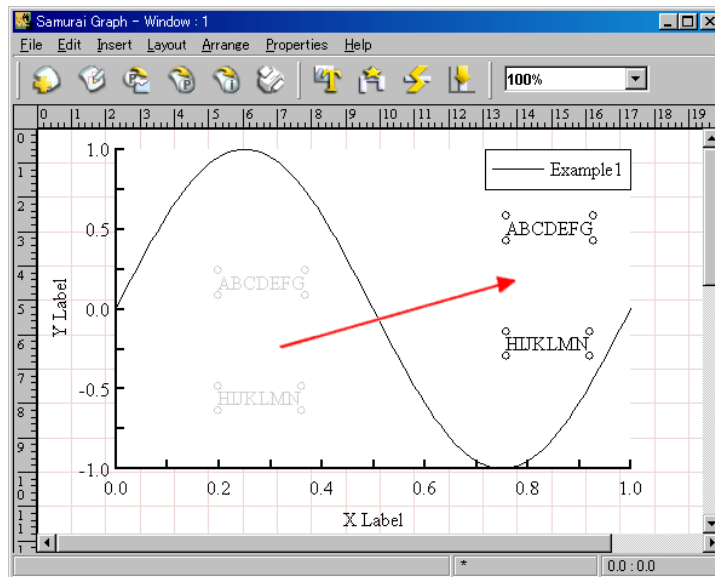 Samurai Graph - Window : 1
File Edit Insert Layout Arrange Properties Help
100%
0 1 2 3 4 5 6 7 8 9 10 11 12 13 14 15 16 17 18 19
0
1
2
3
4
5
6
7
8
9
10
11
1.0
0.5
0.0
-0.5
-1.0
Y Label
Example1
ABCDEFG
ABCDEFG
HIJKLMN
HIJKLMN
0.0 0.2 0.4 0.6 0.8 1.0
X Label
* 0.0 : 0.0